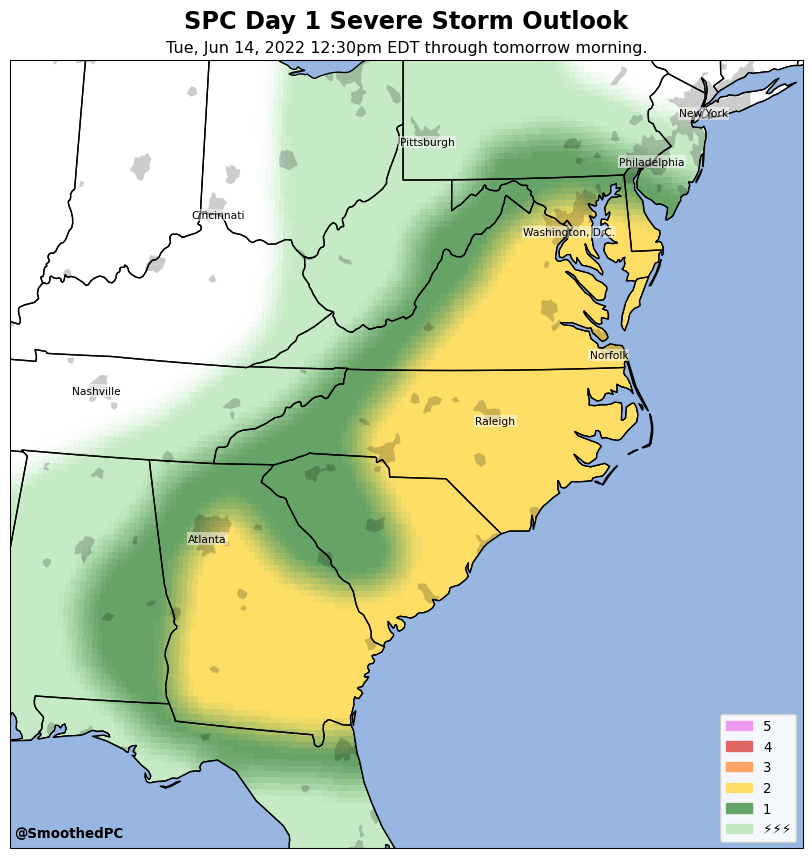 SPC Day 1 Severe Storm Outlook
Tue, Jun 14, 2022 12:30pm EDT through tomorrow morning.
New York
Pittsburgh
Philadelphia
Cincinnati
Washington, D.C.
Norfolk
Nashville
Raleigh
Atlanta
5
4
3
2
1
⚡⚡⚡
@SmoothedPC